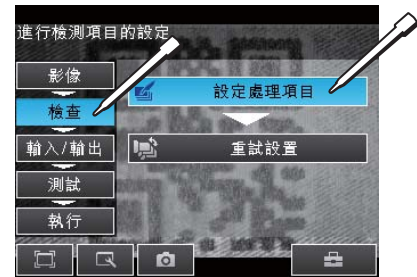 進行檢測項目的設定
影像
檢查
輸入/輸出
測試
執行
設定處理項目
重試設置